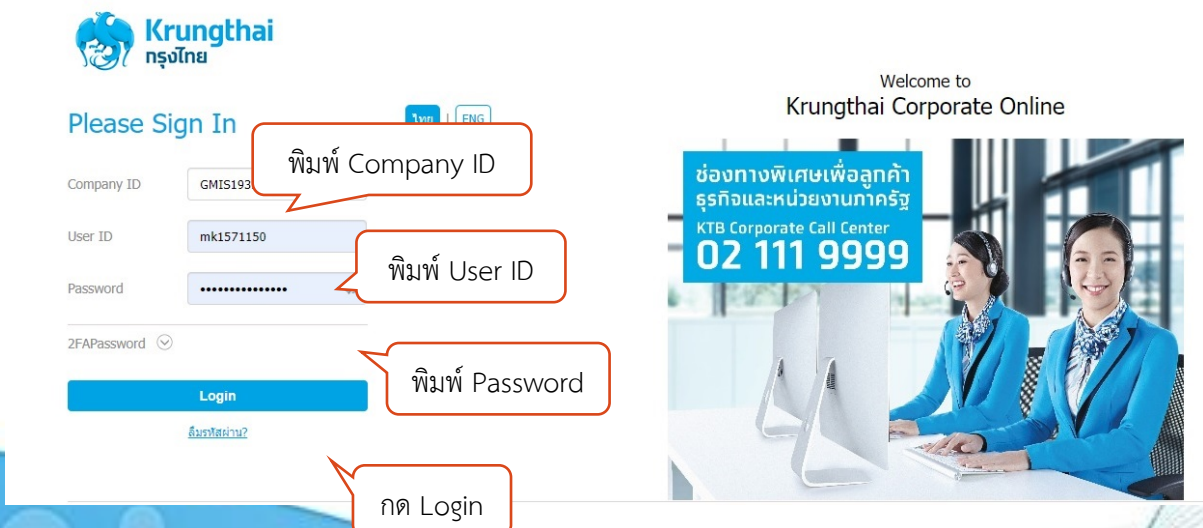 Krungthai
กรุงไทย
Please Sign In
ไทย | ENG
พิมพ์ Company ID
Company ID
GMIS193
User ID
mk1571150
พิมพ์ User ID
Password
2FAPassword
พิมพ์ Password
Login
ลืมรหัสผ่าน?
กด Login
Welcome to
Krungthai Corporate Online
ช่องทางพิเศษเพื่อลูกค้า
ธุรกิจและหน่วยงานภาครัฐ
KTB Corporate Call Center
02 111 9999